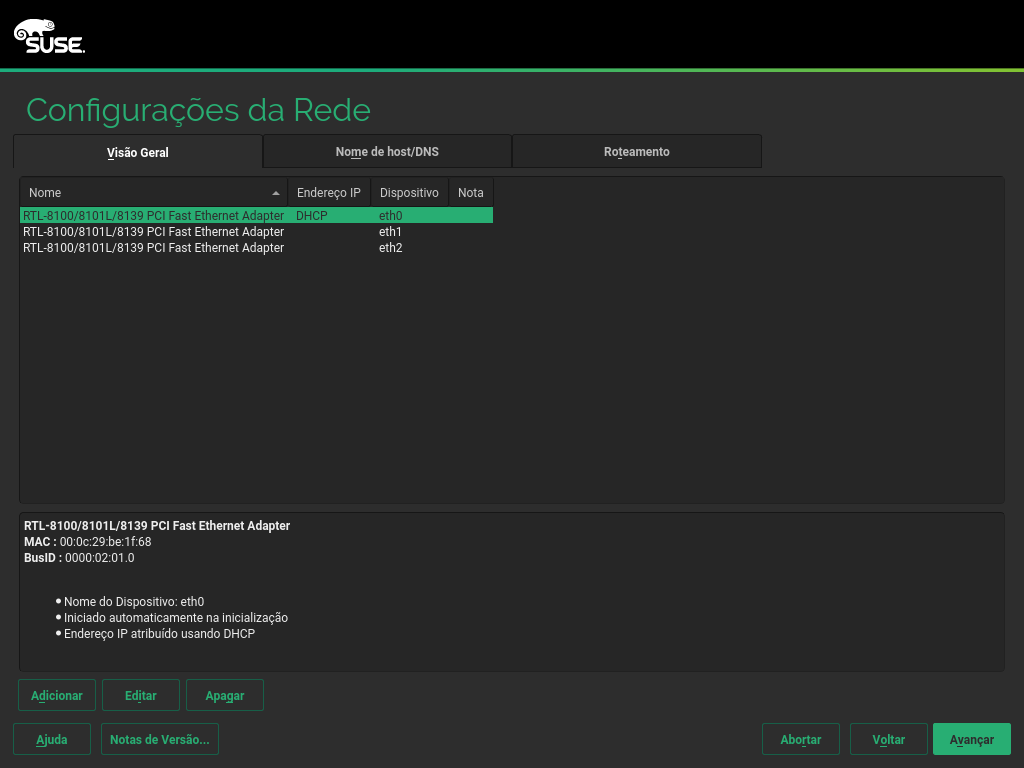 SUSE.
Configurações da Rede
Visão Geral Nome de host/DNS Roteamento
Nome Endereço IP Dispositivo Nota
RTL-8100/8101L/8139 PCI Fast Ethernet Adapter DHCP eth0
RTL-8100/8101L/8139 PCI Fast Ethernet Adapter eth1
RTL-8100/8101L/8139 PCI Fast Ethernet Adapter eth2
RTL-8100/8101L/8139 PCI Fast Ethernet Adapter
MAC : 00:0c:29:be:1f:68
BusID : 0000:02:01.0
• Nome do Dispositivo: eth0
• Iniciado automaticamente na inicialização
• Endereço IP atribuído usando DHCP
Adicionar Editar Apagar
Ajuda Notas de Versão... Abortar Voltar Avançar